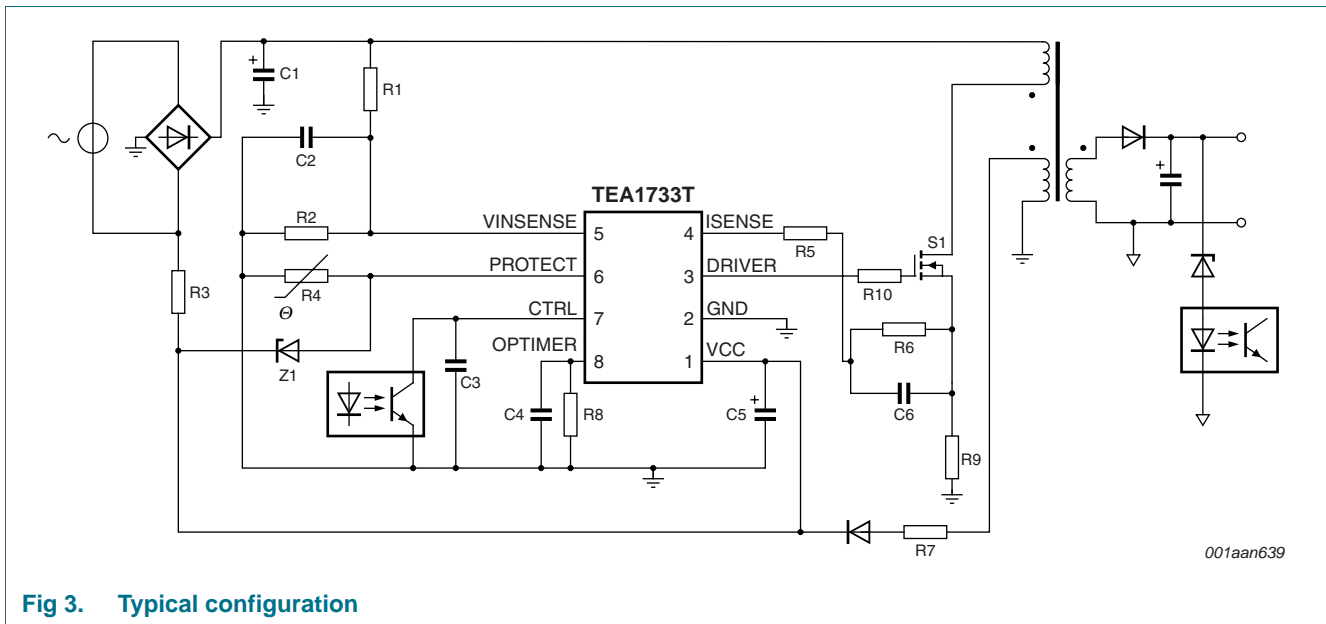 +
C1
R1
~
C2
TEA1733T
R2
VINSENSE
5
4
ISENSE
R5
S1
+
PROTECT
6
3
DRIVER
R10
R3
R4
Θ
CTRL
7
2
GND
R6
OPTIMER
8
1
VCC
Z1
C3
C4
R8
+
C5
C6
R9
R7
001aan639
Fig 3. Typical configuration